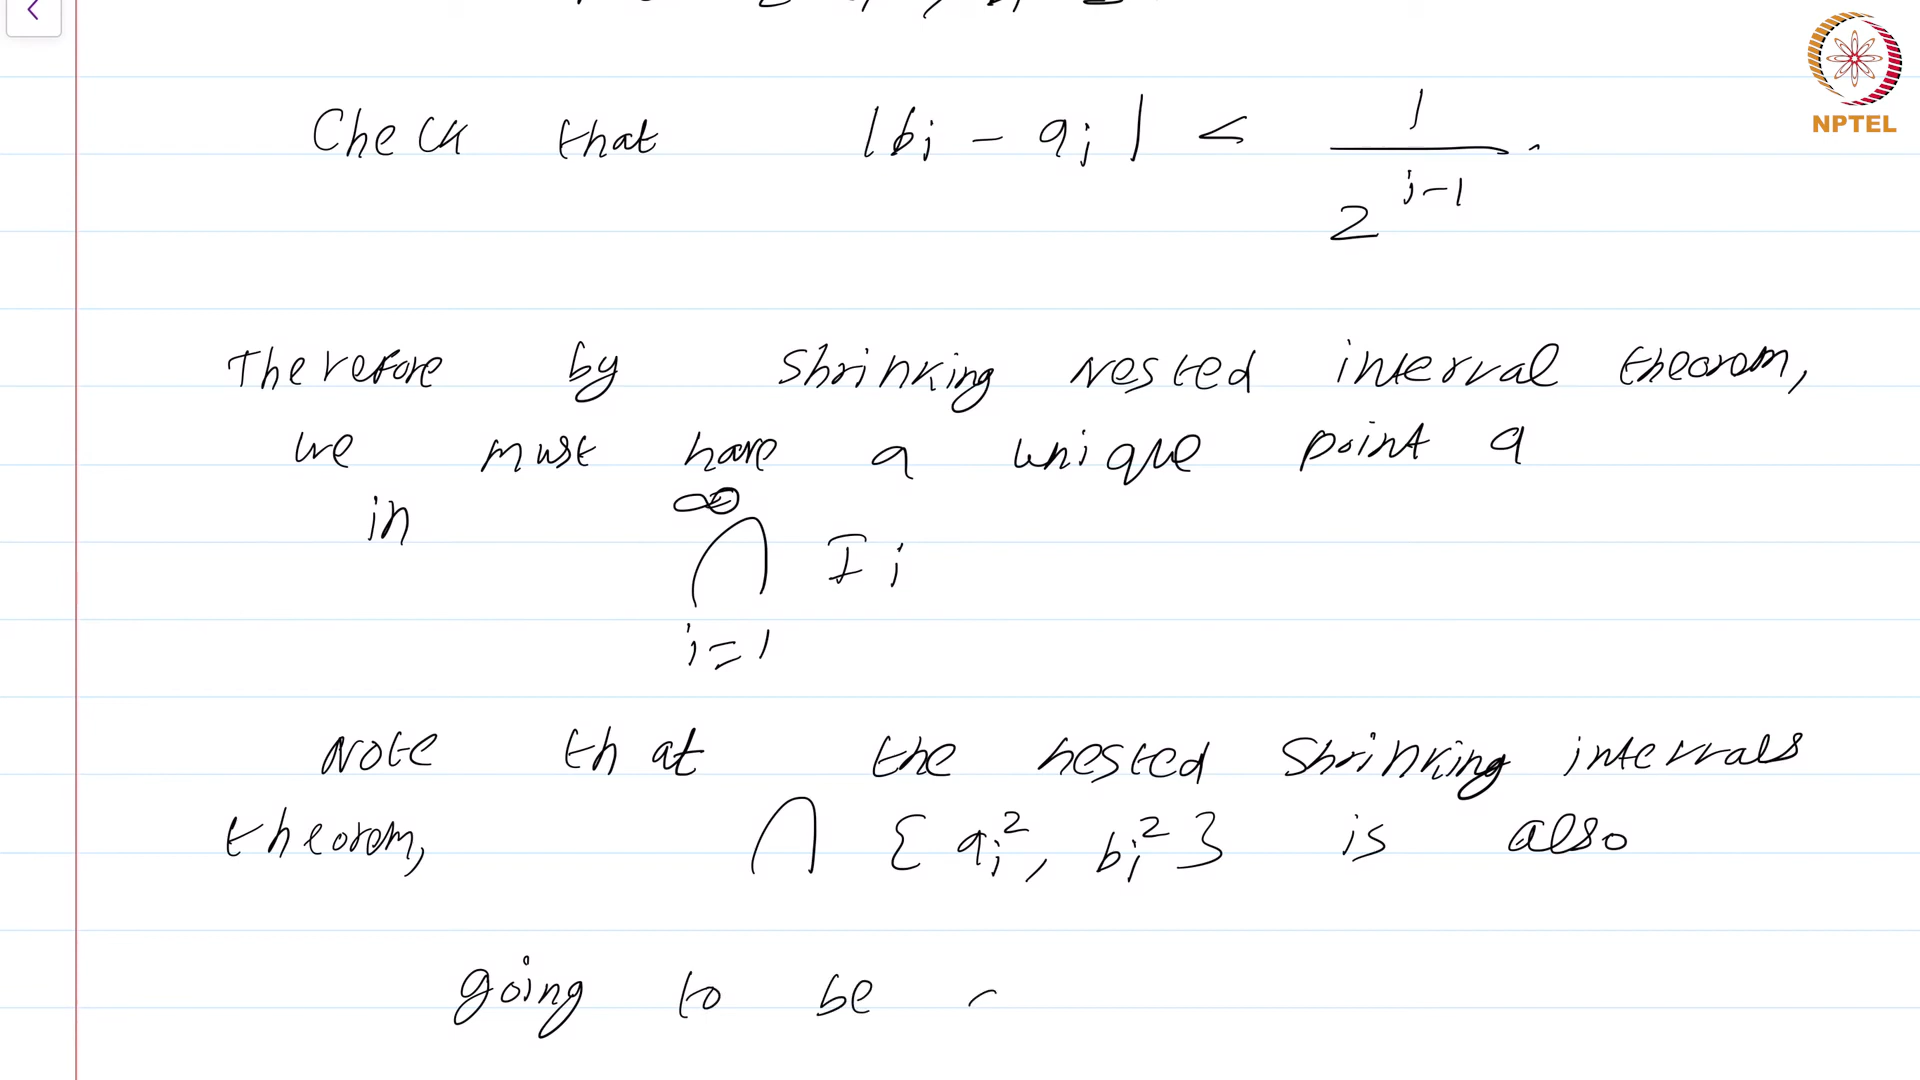 NPTEL
Check that |bi - ai| < 1 / 2^{i-1}.
Therefore by shrinking Nested interval theorem,
we must have a unique point a
in ∞ ⋂ i=1 Ii
Note that the nested shrinking intervals
theorem, ⋂ { ai², bi² } is also
going to be